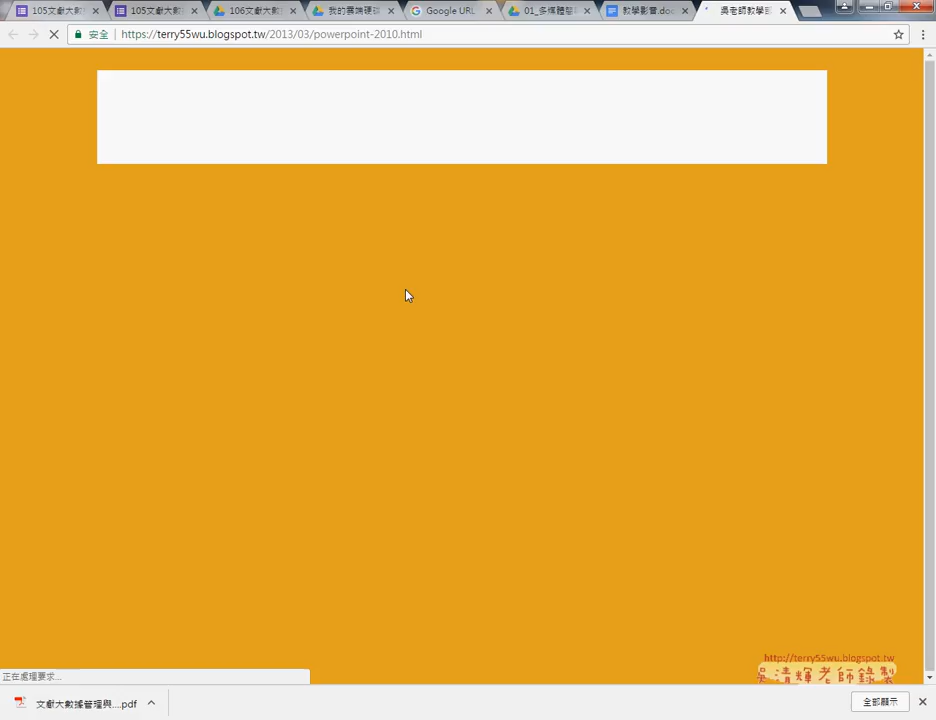 105文獻大數
105文獻大數
106文獻大數
我的雲端硬碟
Google URL
01_多媒體
教學影音.doc
吳老師教學部
安全
https://terry55wu.blogspot.tw/2013/03/powerpoint-2010.html
http://terry55wu.blogspot.tw
吳清輝老師錄製
正在處理要求...
文獻大數據管理與....pdf
全部顯示